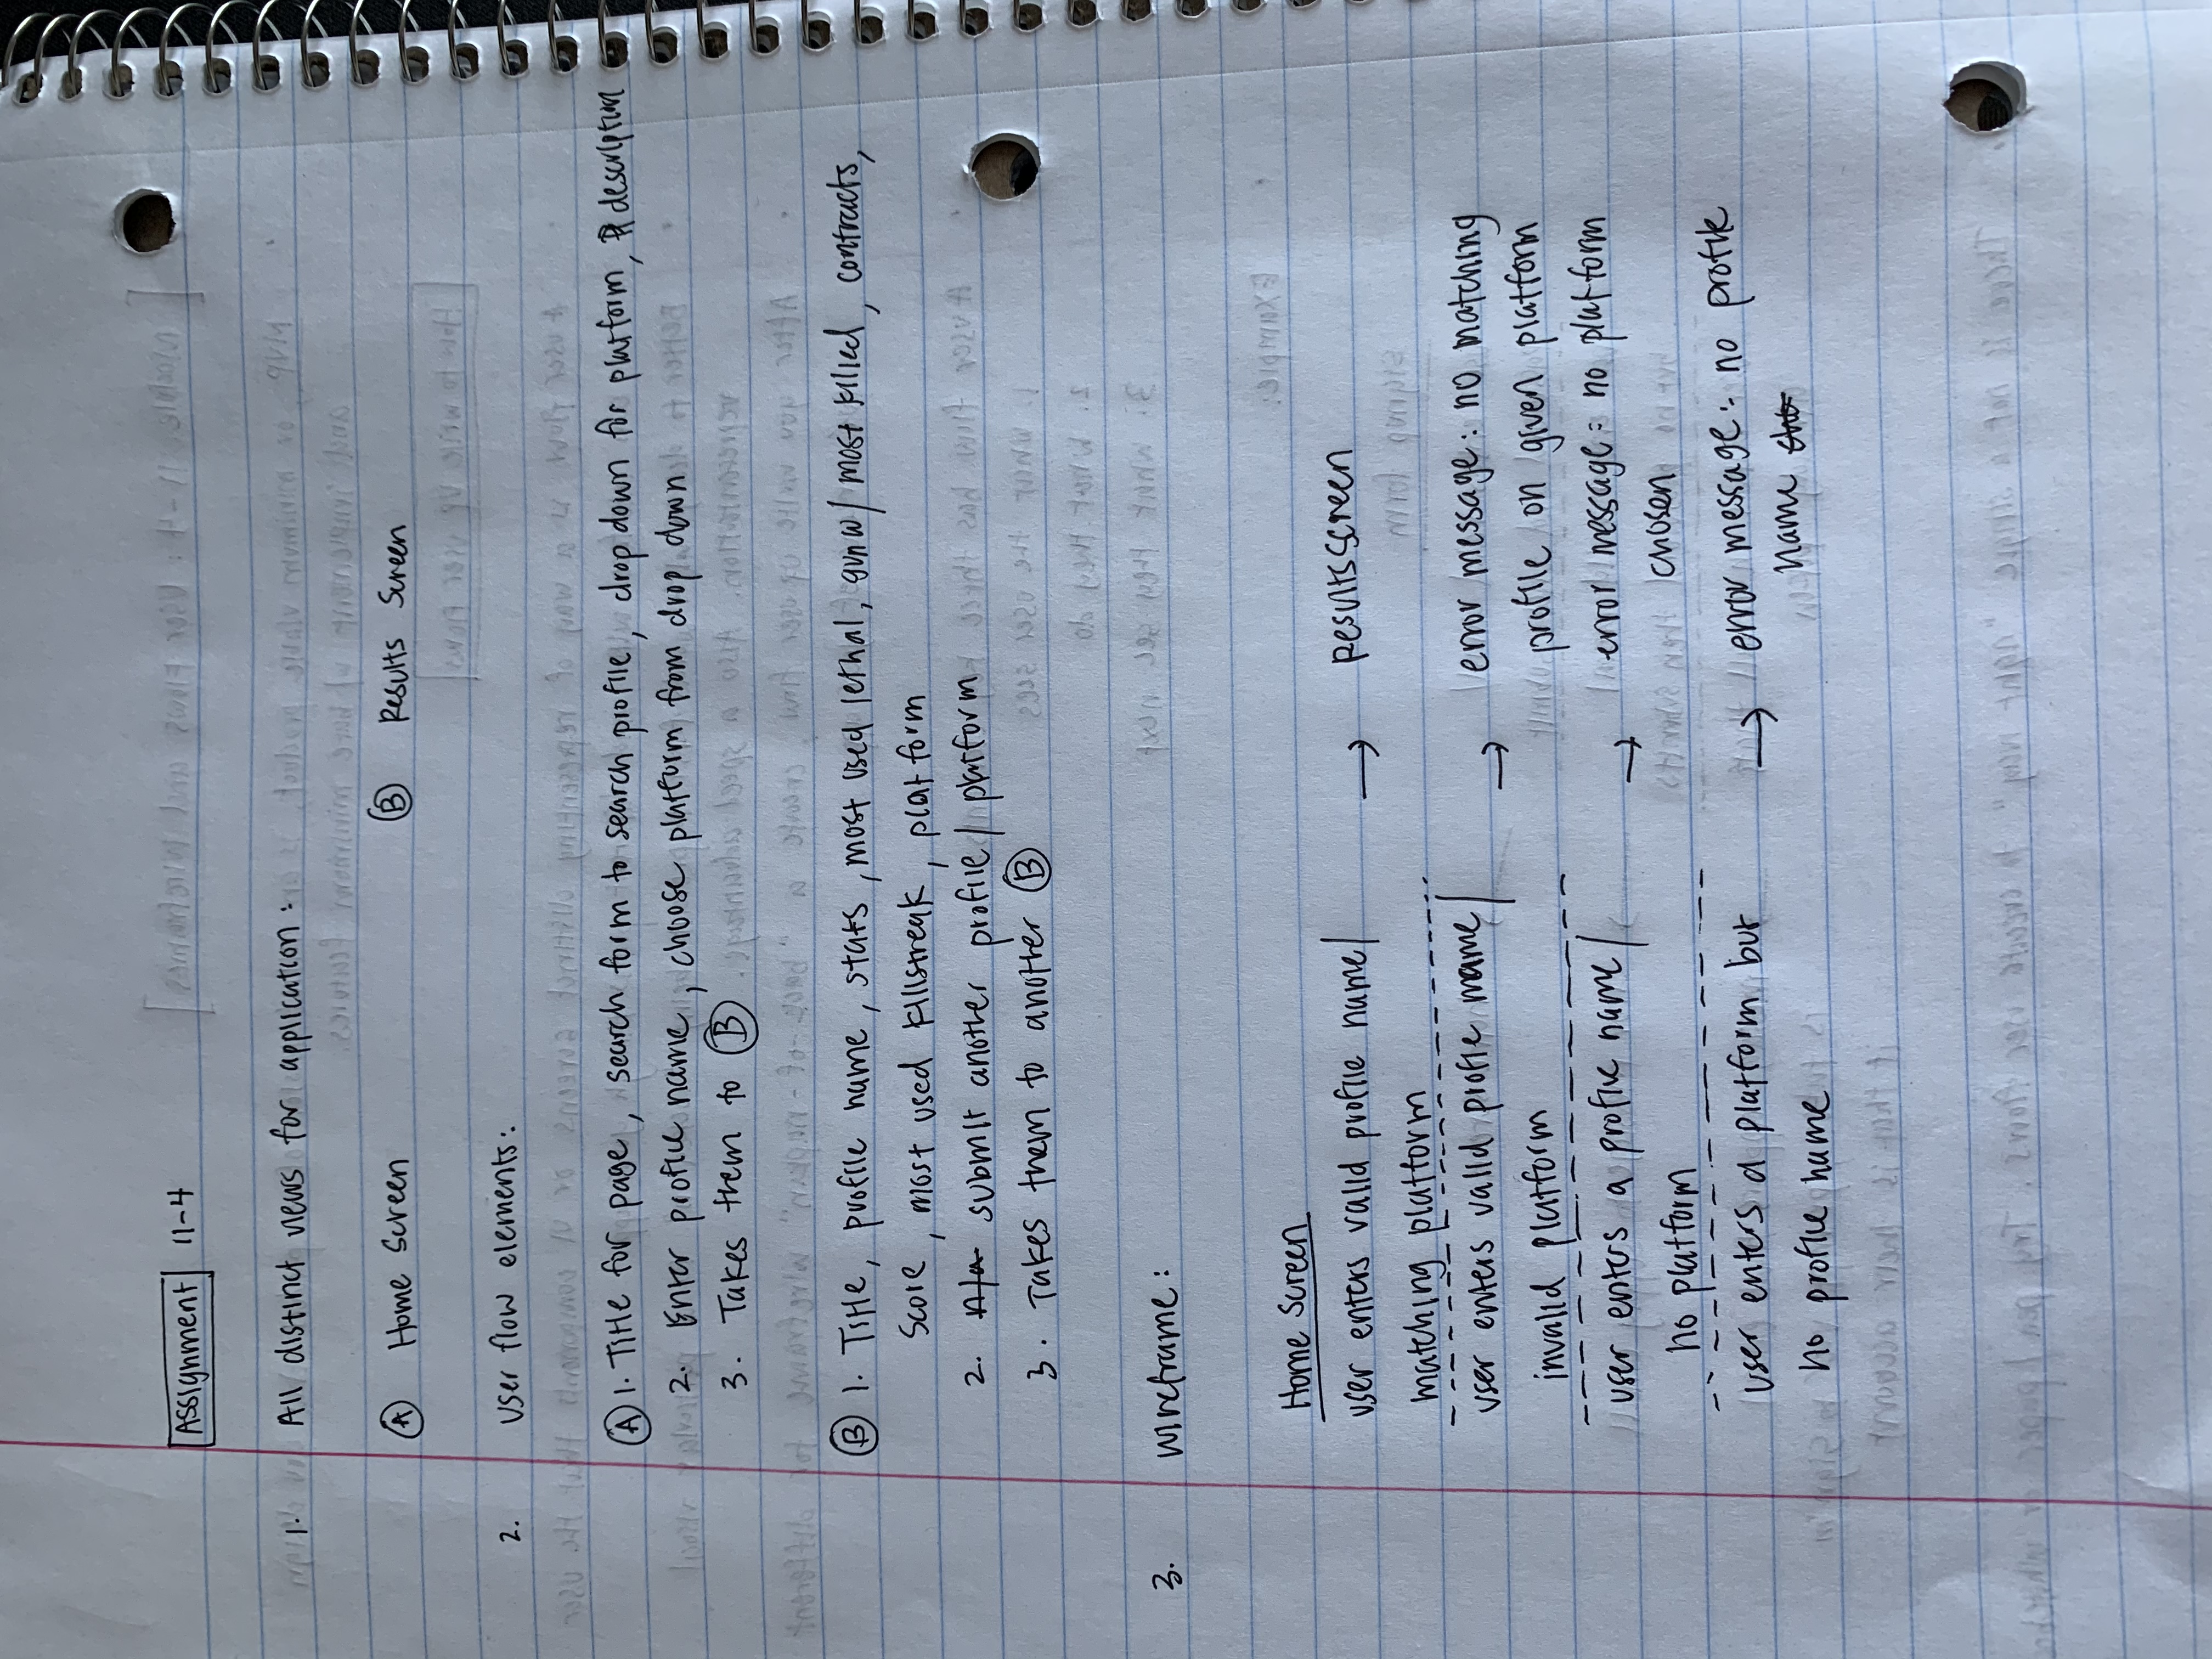 Assignment 11-4
1. All distinct views for application:
(A) Home Screen (B) Results Screen
2. User flow elements:
(A) 1. Title for page, search form to search profile, drop down for platform, description
2. Enter profile name, choose platform from drop down
3. Takes them to (B)
(B) 1. Title, profile name, stats, most used lethal, gun w/ most killed, contracts,
score, most used killstreak, platform
2. n/a submit another profile / platform
3. Takes them to another (B)
3. Wireframe:
Home Screen
user enters valid profile name/ → Results screen
matching platform
user enters valid profile name/ → error message: no matching
invalid platform profile on given platform
user enters a profile name/ → error message: no platform
no platform chosen
user enters a platform but → error message: no profile
no profile name name